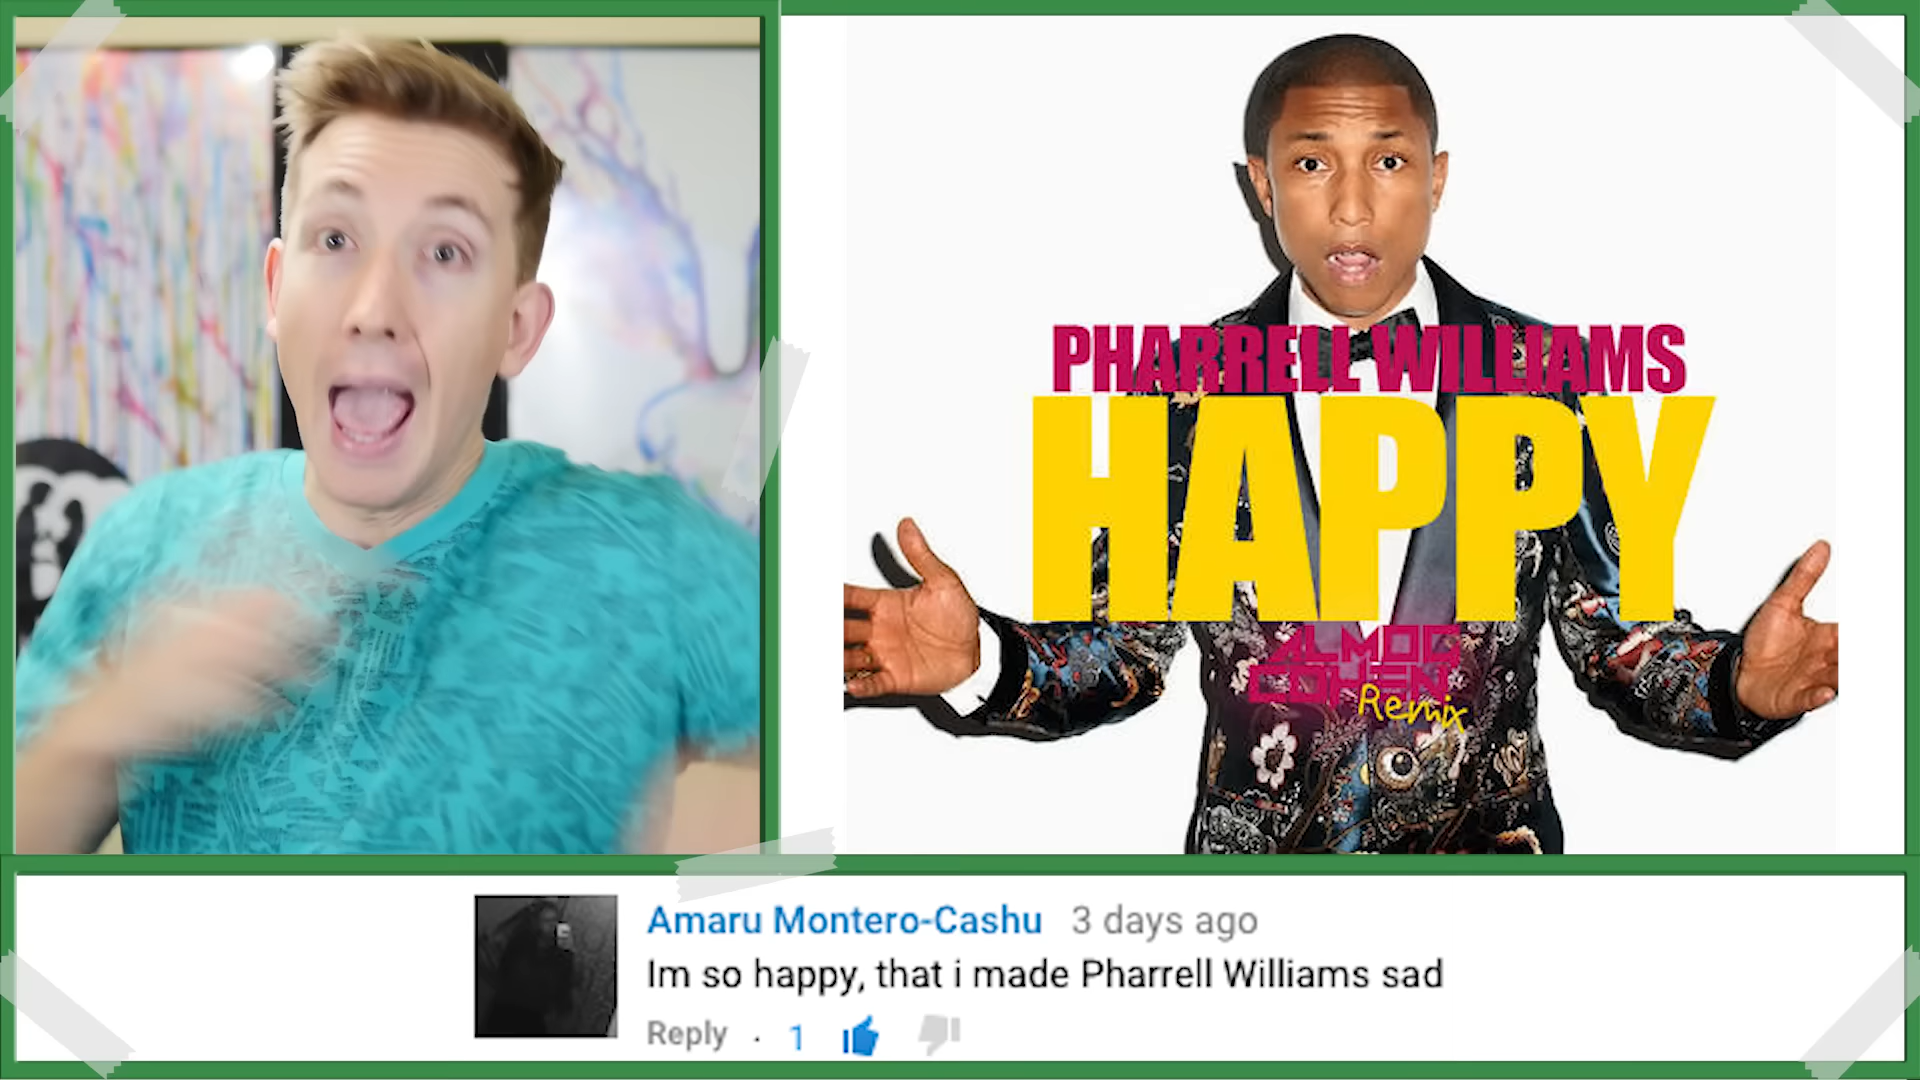 PHARRELL WILLIAMS
HAPPY
ALMOG
COHEN
Remix
Amaru Montero-Cashu 3 days ago
Im so happy, that i made Pharrell Williams sad
Reply · 1